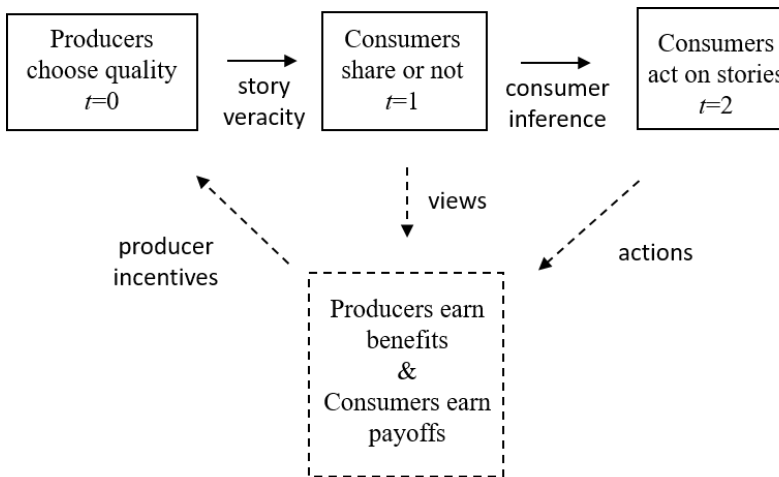 Producers
choose quality
t=0
story
veracity
Consumers
share or not
t=1
consumer
inference
Consumers
act on stories
t=2
views
actions
producer
incentives
Producers earn
benefits
&
Consumers earn
payoffs